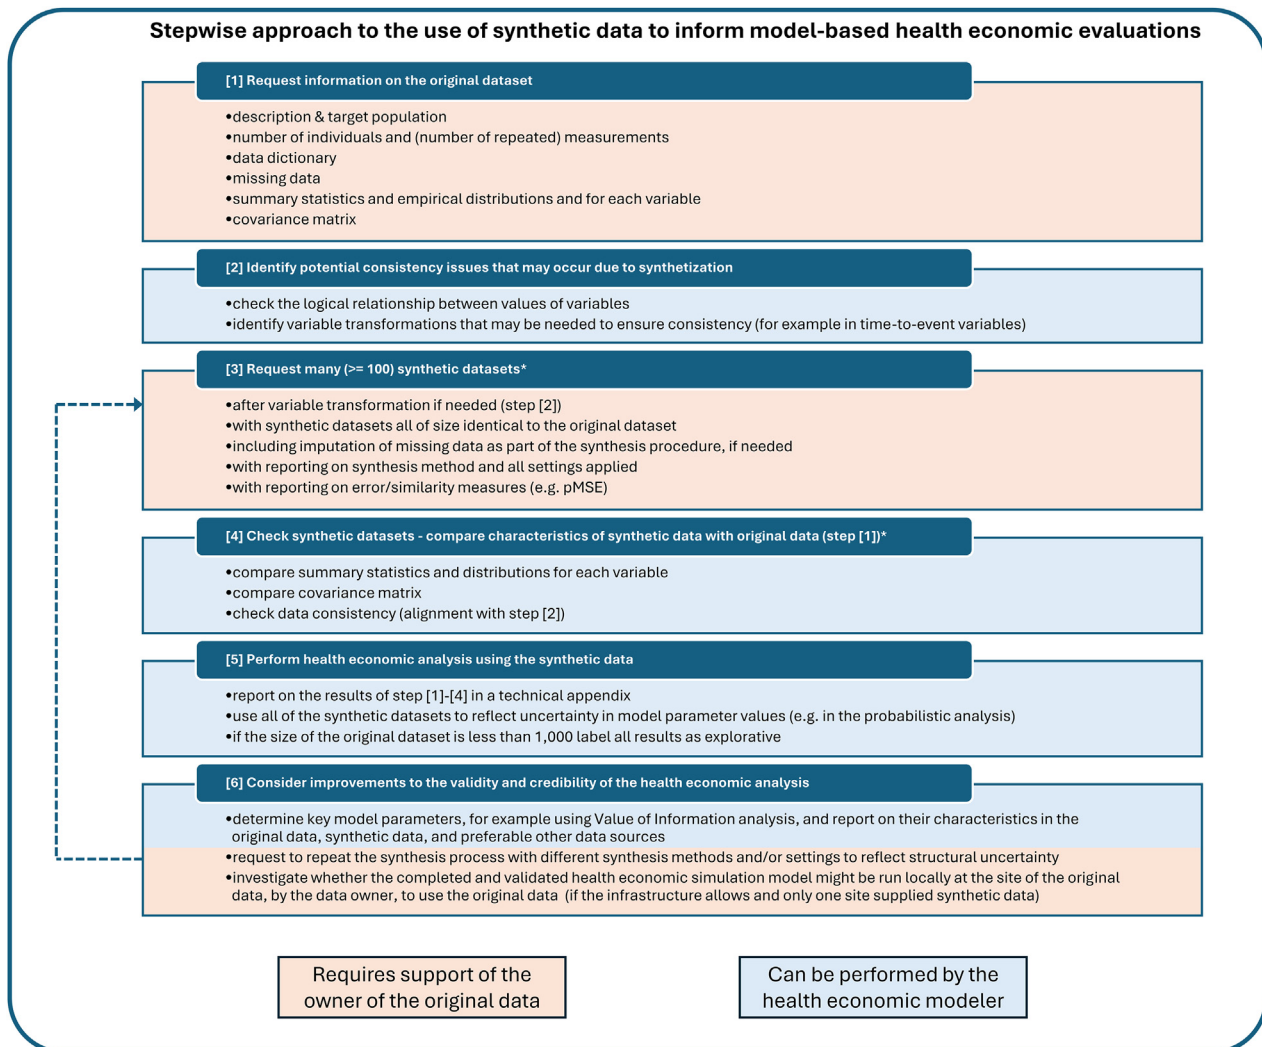 Stepwise approach to the use of synthetic data to inform model-based health economic evaluations
[1] Request information on the original dataset
•description & target population
•number of individuals and (number of repeated) measurements
•data dictionary
•missing data
•summary statistics and empirical distributions and for each variable
•covariance matrix
[2] Identify potential consistency issues that may occur due to synthetization
•check the logical relationship between values of variables
•identify variable transformations that may be needed to ensure consistency (for example in time-to-event variables)
[3] Request many (>= 100) synthetic datasets*
•after variable transformation if needed (step [2])
•with synthetic datasets all of size identical to the original dataset
•including imputation of missing data as part of the synthesis procedure, if needed
•with reporting on synthesis method and all settings applied
•with reporting on error/similarity measures (e.g. pMSE)
[4] Check synthetic datasets - compare characteristics of synthetic data with original data (step [1])*
•compare summary statistics and distributions for each variable
•compare covariance matrix
•check data consistency (alignment with step [2])
[5] Perform health economic analysis using the synthetic data
•report on the results of step [1]-[4] in a technical appendix
•use all of the synthetic datasets to reflect uncertainty in model parameter values (e.g. in the probabilistic analysis)
•if the size of the original dataset is less than 1,000 label all results as explorative
[6] Consider improvements to the validity and credibility of the health economic analysis
•determine key model parameters, for example using Value of Information analysis, and report on their characteristics in the
original data, synthetic data, and preferable other data sources
•request to repeat the synthesis process with different synthesis methods and/or settings to reflect structural uncertainty
•investigate whether the completed and validated health economic simulation model might be run locally at the site of the original
data, by the data owner, to use the original data (if the infrastructure allows and only one site supplied synthetic data)
Requires support of the
owner of the original data
Can be performed by the
health economic modeler